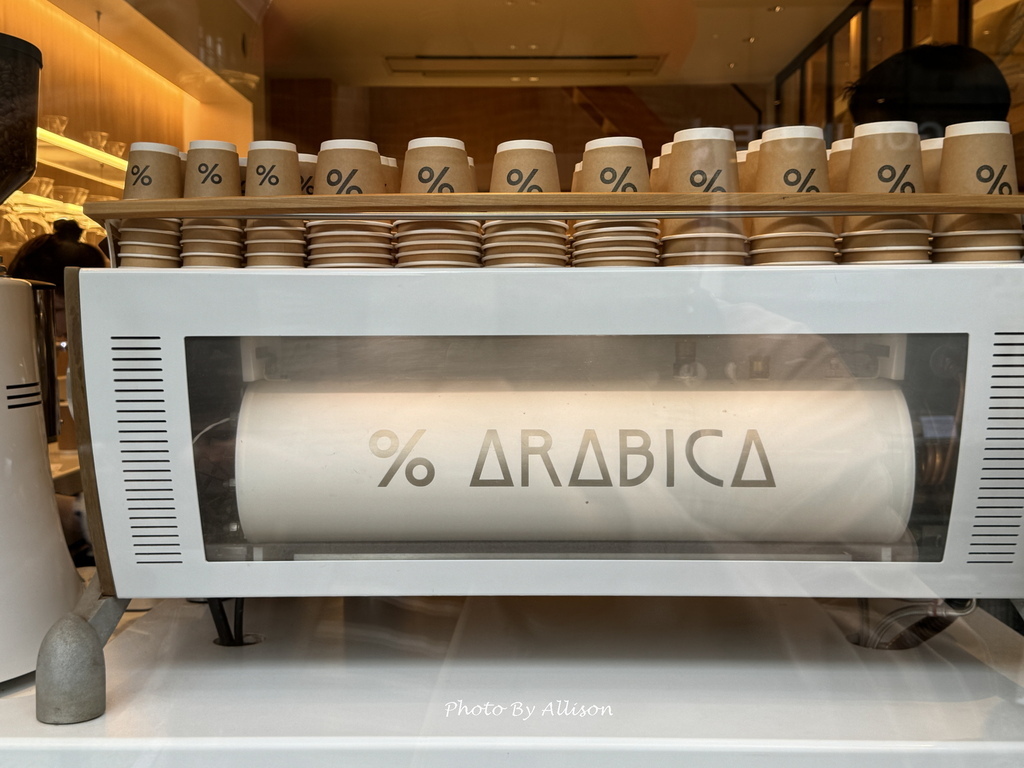 % % % % % % % % % % % %
% ARABICA
Photo By Allison